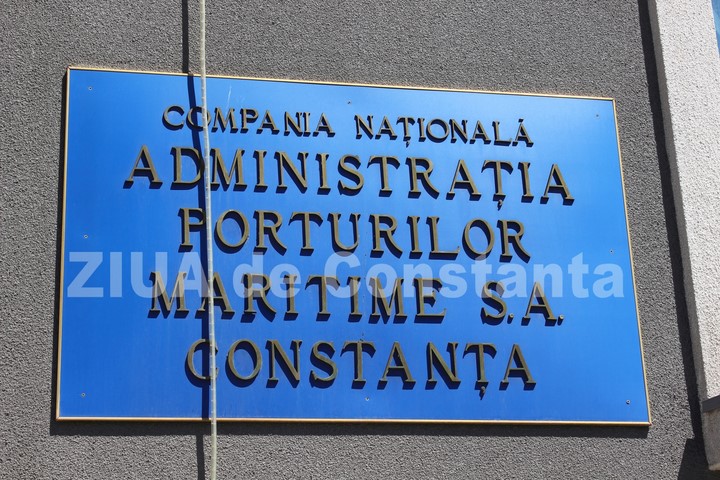 COMPANIA NAȚIONALĂ
ADMINISTRAȚIA
PORTURILOR
ZIUA de Constanta
MARITIME S.A.
CONSTANȚA